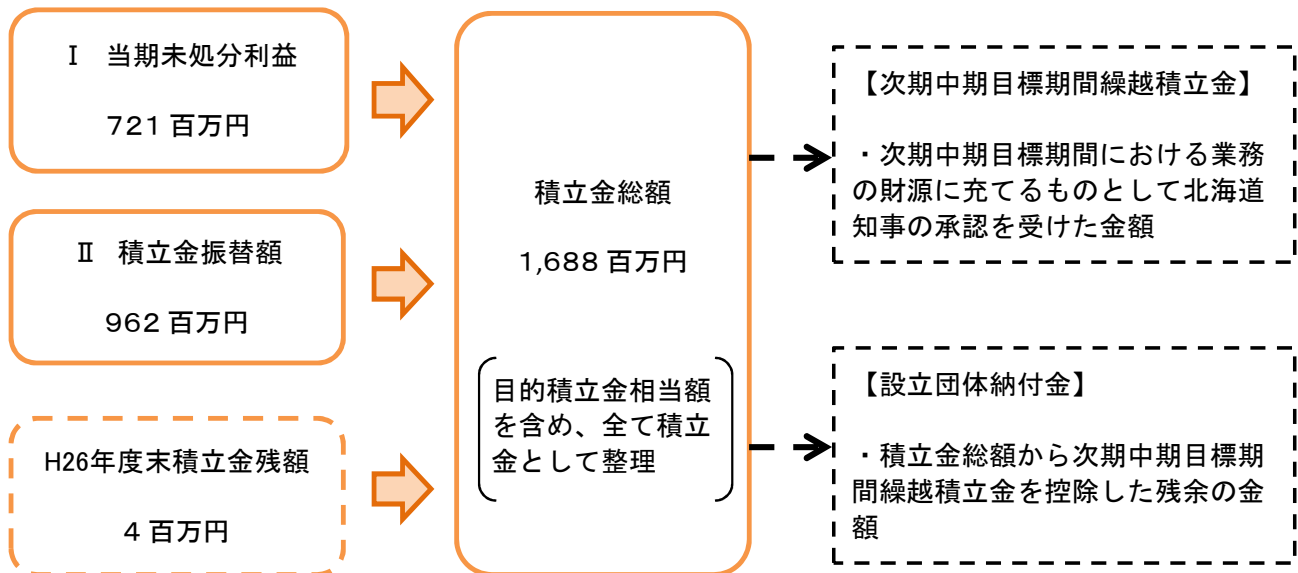 Ⅰ 当期未処分利益
721 百万円
Ⅱ 積立金振替額
962 百万円
H26年度末積立金残額
4 百万円
積立金総額
1,688 百万円
目的積立金相当額
を含め、全て積立
金として整理
【次期中期目標期間繰越積立金】
・次期中期目標期間における業務
の財源に充てるものとして北海道
知事の承認を受けた金額
【設立団体納付金】
・積立金総額から次期中期目標期
間繰越積立金を控除した残余の金
額